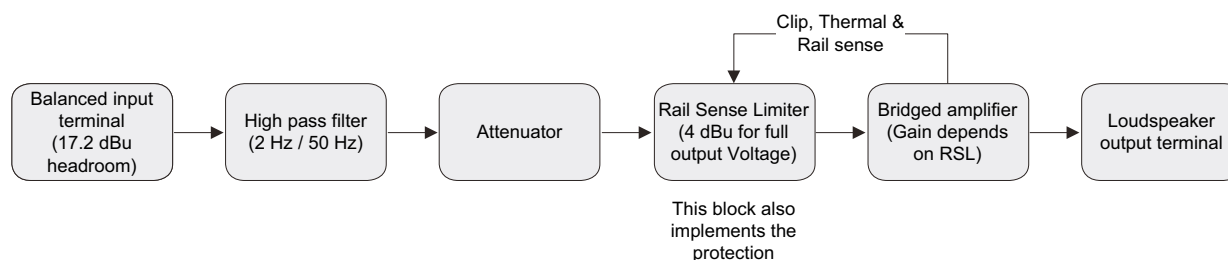 Clip, Thermal &
Rail sense
Balanced input
terminal
(17.2 dBu
headroom)
High pass filter
(2 Hz / 50 Hz)
Attenuator
Rail Sense Limiter
(4 dBu for full
output Voltage)
Bridged amplifier
(Gain depends
on RSL)
Loudspeaker
output terminal
This block also
implements the
protection